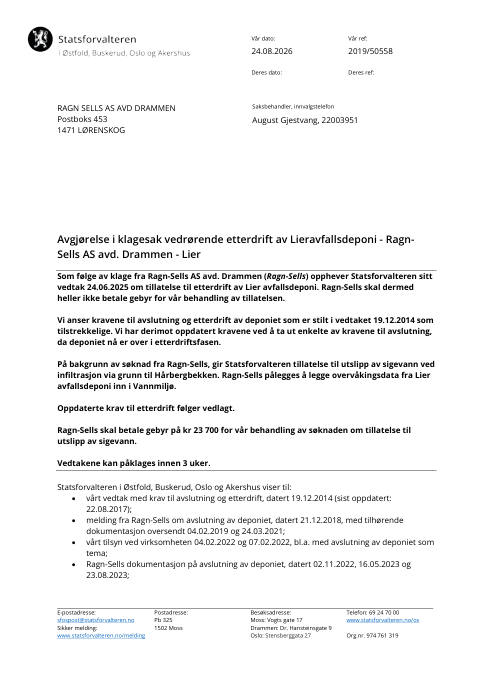 Statsforvalteren
i Østfold, Buskerud, Oslo og Akershus
Vår dato:
Vår ref:
24.08.2026
2019/50558
Deres dato:
Deres ref:
RAGN SELLS AS AVD DRAMMEN
Postboks 453
1471 LØRENSKOG
Saksbehandler, innvalgstelefon
August Gjestvang, 22003951
Avgjørelse i klagesak vedrørende etterdrift av Lieravfallsdeponi - Ragn-
Sells AS avd. Drammen - Lier
Som følge av klage fra Ragn-Sells AS avd. Drammen (Ragn-Sells) opphever Statsforvalteren sitt
vedtak 24.06.2025 om tillatelse til etterdrift av Lier avfallsdeponi. Ragn-Sells skal dermed
heller ikke betale gebyr for vår behandling av tillatelsen.
Vi anser kravene til avslutning og etterdrift av deponiet som er stilt i vedtaket 19.12.2014 som
tilstrekkelige. Vi har derimot oppdatert kravene ved å ta ut enkelte av kravene til avslutning,
da deponiet nå er over i etterdriftsfasen.
På bakgrunn av søknad fra Ragn-Sells, gir Statsforvalteren tillatelse til utslipp av sigevann ved
infiltrasjon via grunn til Hårbergbekken. Ragn-Sells pålegges å legge overvåkingsdata fra Lier
avfallsdeponi inn i Vannmiljø.
Oppdaterte krav til etterdrift følger vedlagt.
Ragn-Sells skal betale gebyr på kr 23 700 for vår behandling av søknaden om tillatelse til
utslipp av sigevann.
Vedtakene kan påklages innen 3 uker.
Statsforvalteren i Østfold, Buskerud, Oslo og Akershus viser til:
• vårt vedtak med krav til avslutning og etterdrift, datert 19.12.2014 (sist oppdatert:
22.08.2017);
• melding fra Ragn-Sells om avslutning av deponiet, datert 21.12.2018, med tilhørende
dokumentasjon oversendt 04.02.2019 og 24.03.2021;
• vårt tilsyn ved virksomheten 04.02.2022 og 07.02.2022, bl.a. med avslutning av deponiet som
tema;
• Ragn-Sells dokumentasjon på avslutning av deponiet, datert 02.11.2022, 16.05.2023 og
23.08.2023;
E-postadresse:
sfospost@statsforvalteren.no
Sikker melding:
www.statsforvalteren.no/melding
Postadresse:
Pb 325
1502 Moss
Besøksadresse:
Moss: Vogts gate 17
Drammen: Dr. Hansteinsgate 9
Oslo: Stensberggata 27
Telefon: 69 24 70 00
www.statsforvalteren.no/ov
Org.nr. 974 761 319